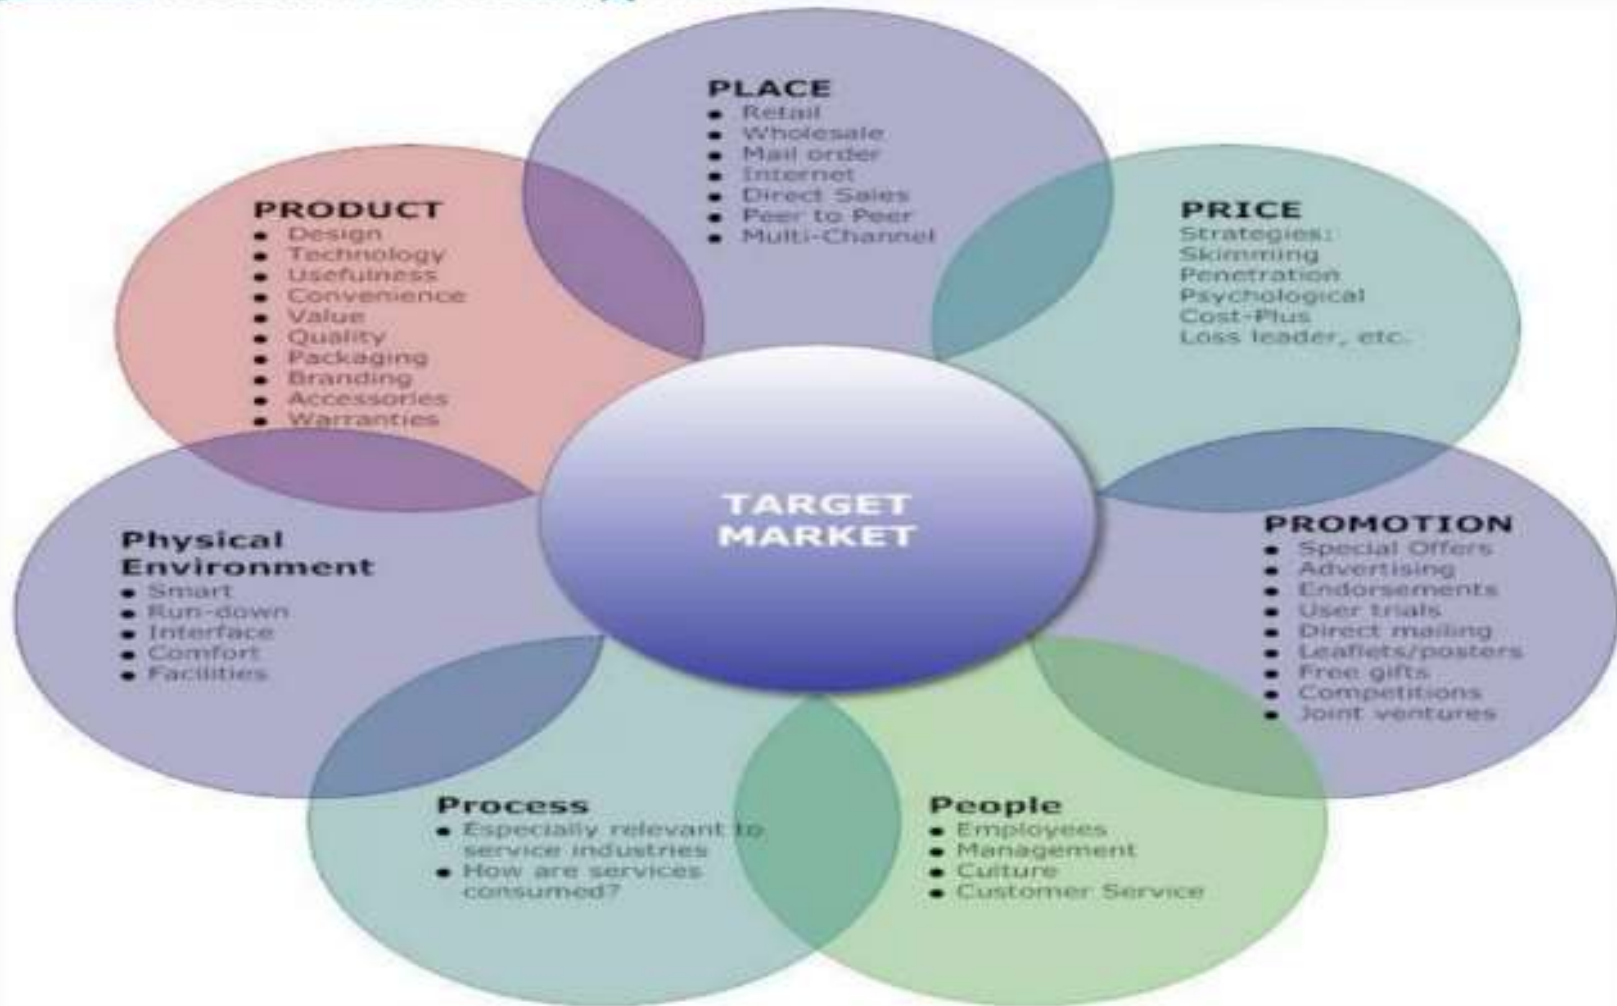 PLACE
• Retail
• Wholesale
• Mail order
• Internet
• Direct Sales
• Peer to Peer
• Multi-Channel
PRODUCT
• Design
• Technology
• Usefulness
• Convenience
• Value
• Quality
• Packaging
• Branding
• Accessories
• Warranties
PRICE
Strategies:
Skimming
Penetration
Psychological
Cost-Plus
Loss leader, etc.
TARGET
MARKET
Physical
Environment
• Smart
• Run-down
• Interface
• Comfort
• Facilities
PROMOTION
• Special Offers
• Advertising
• Endorsements
• User trials
• Direct mailing
• Leaflets/posters
• Free gifts
• Competitions
• Joint ventures
Process
• Especially relevant to
service industries
• How are services
consumed?
People
• Employees
• Management
• Culture
• Customer Service